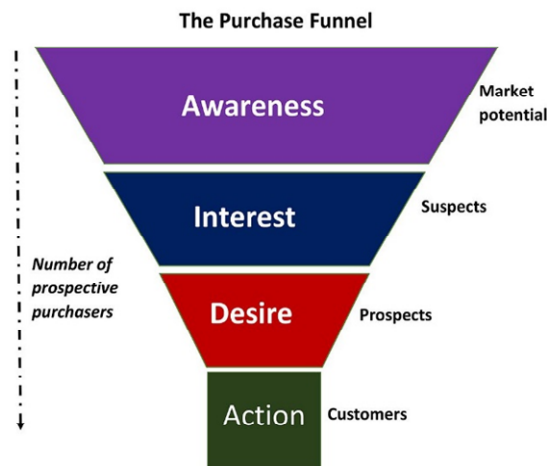 The Purchase Funnel
Awareness
Market
potential
Interest
Suspects
Number of
prospective
purchasers
Desire
Prospects
Action
Customers